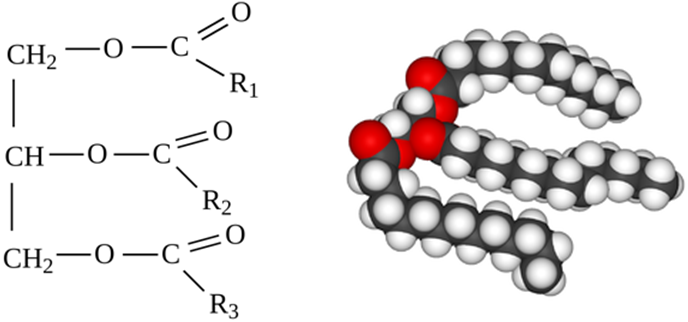 O
CH₂ O C
R₁
O
CH O C
R₂
O
CH₂ O C
R₃